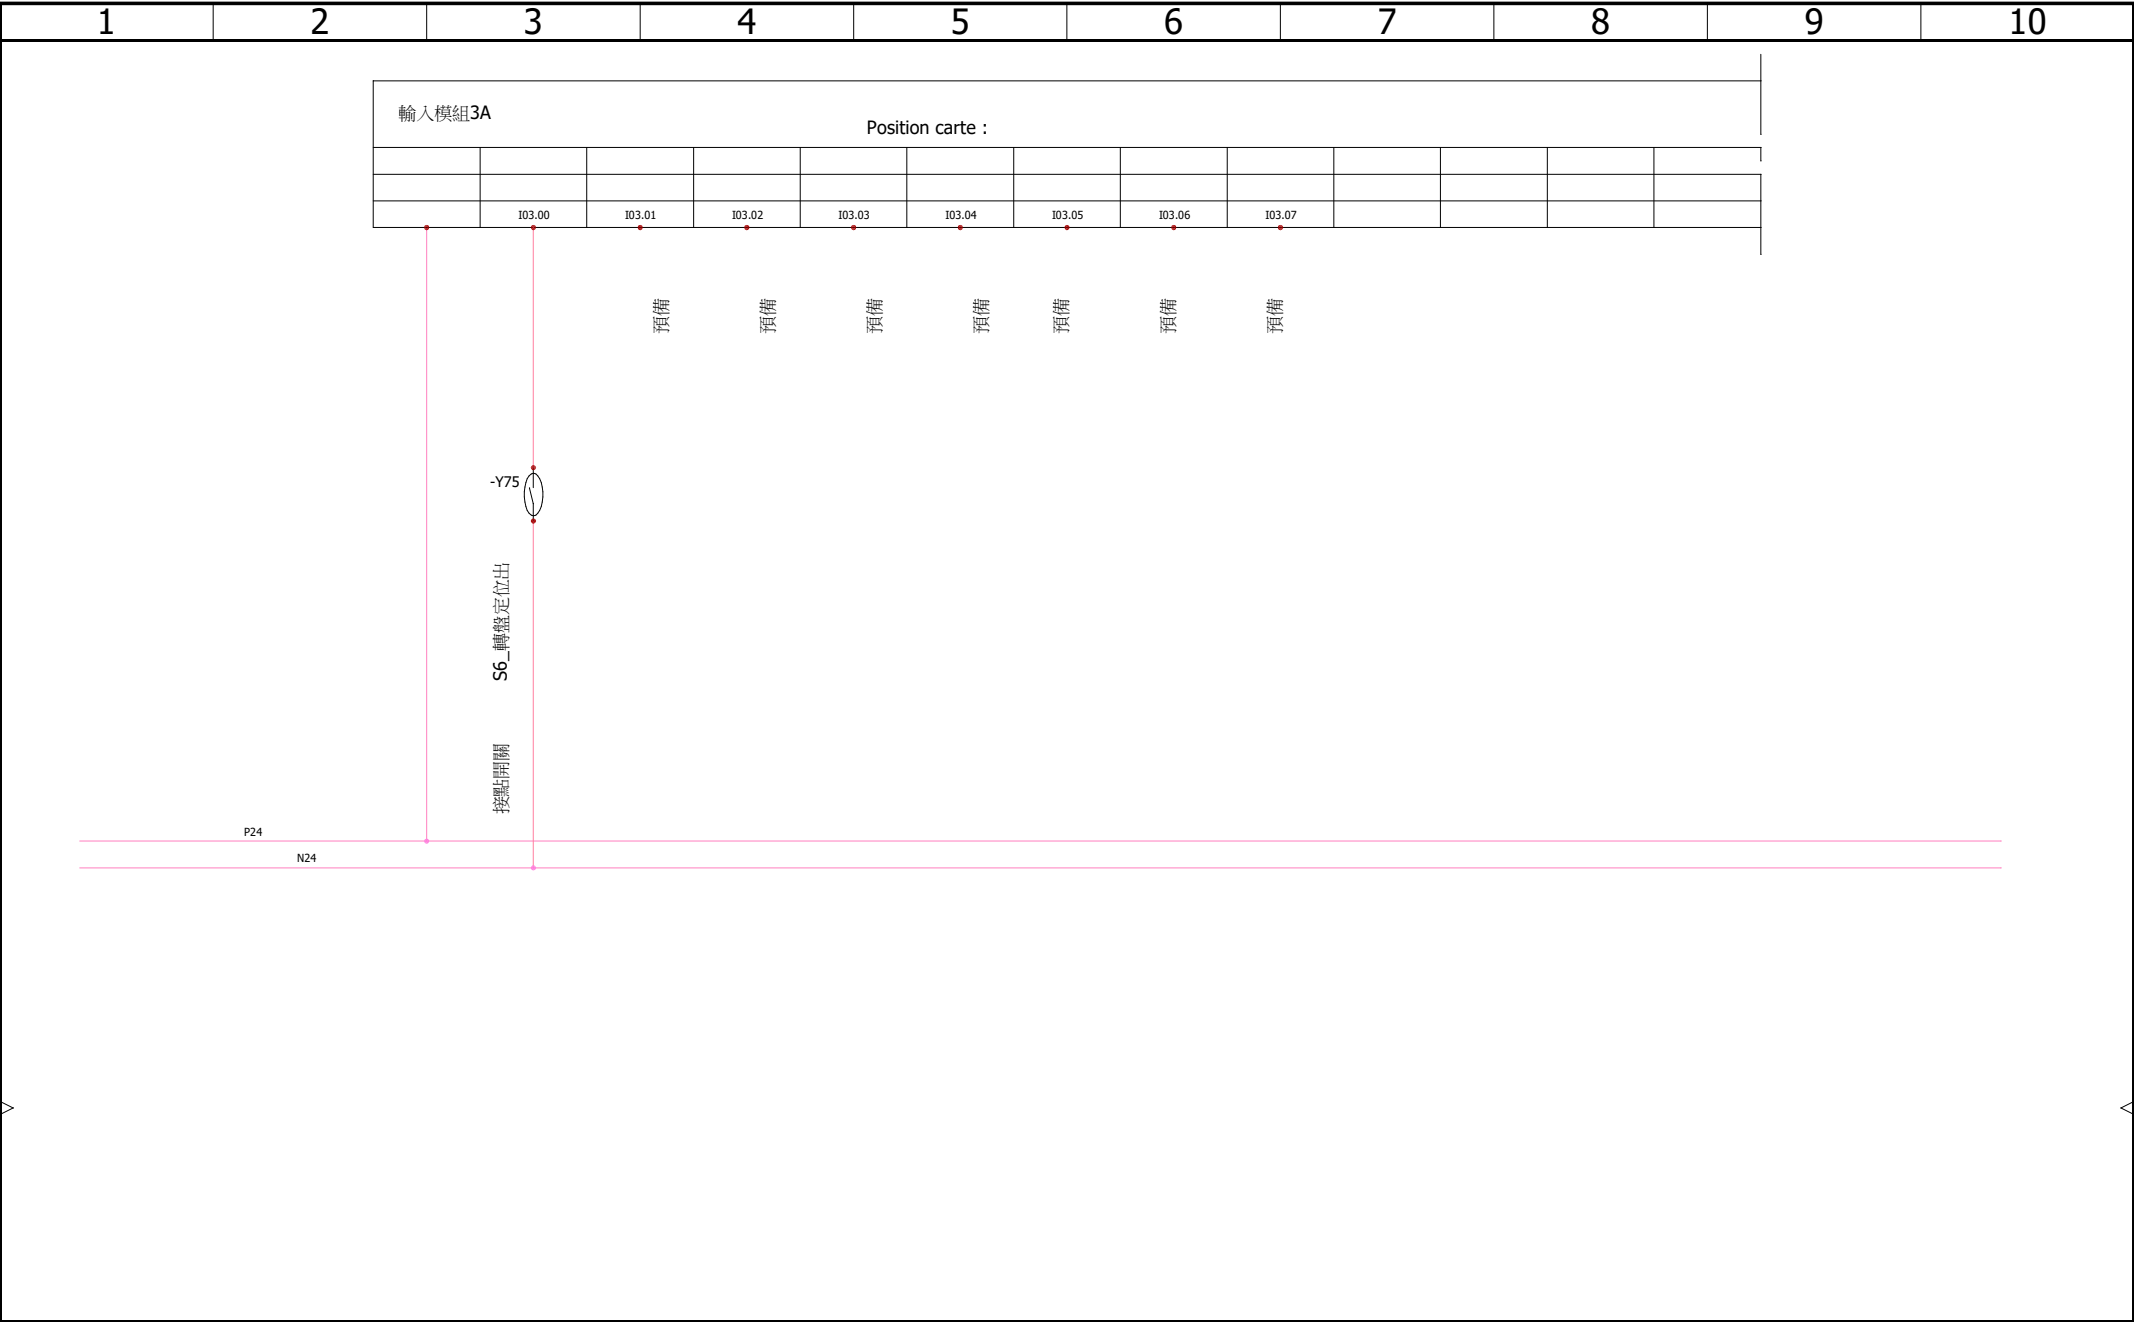 1 2 3 4 5 6 7 8 9 10
輸入模組3A
Position carte :
I03.00 I03.01 I03.02 I03.03 I03.04 I03.05 I03.06 I03.07
預備 預備 預備 預備 預備 預備 預備
-Y75
S6_轉盤定位出
接點開關
P24
N24